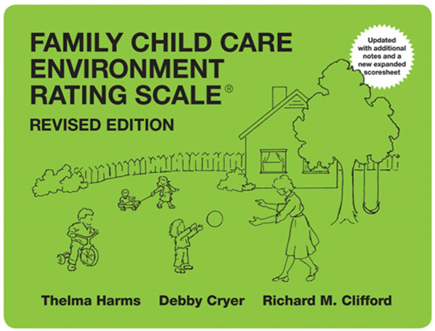 FAMILY CHILD CARE
ENVIRONMENT
RATING SCALE®
REVISED EDITION
Updated
with additional
notes and a
new expanded
scoresheet
Thelma Harms Debby Cryer Richard M. Clifford